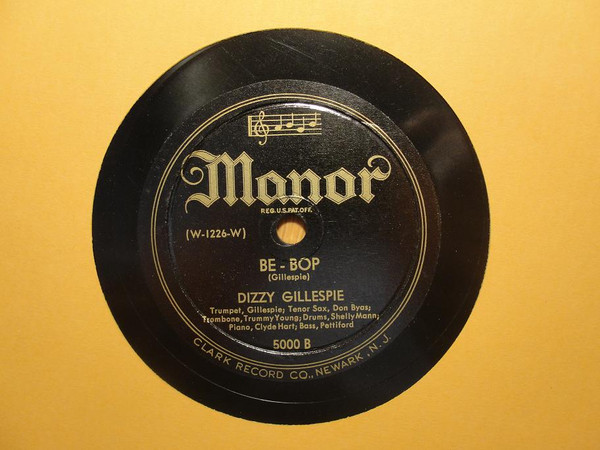 Manor
REG.U.S.PAT.OFF.
(W-1226-W)
BE-BOP
(Gillespie)
DIZZY GILLESPIE
Trumpet, Gillespie; Tenor Sax, Don Byas;
Trombone, Trummy Young; Drums, Shelly Mann;
Piano, Clyde Hart; Bass, Pettiford
5000 B
CLARK RECORD CO., NEWARK, N.J.